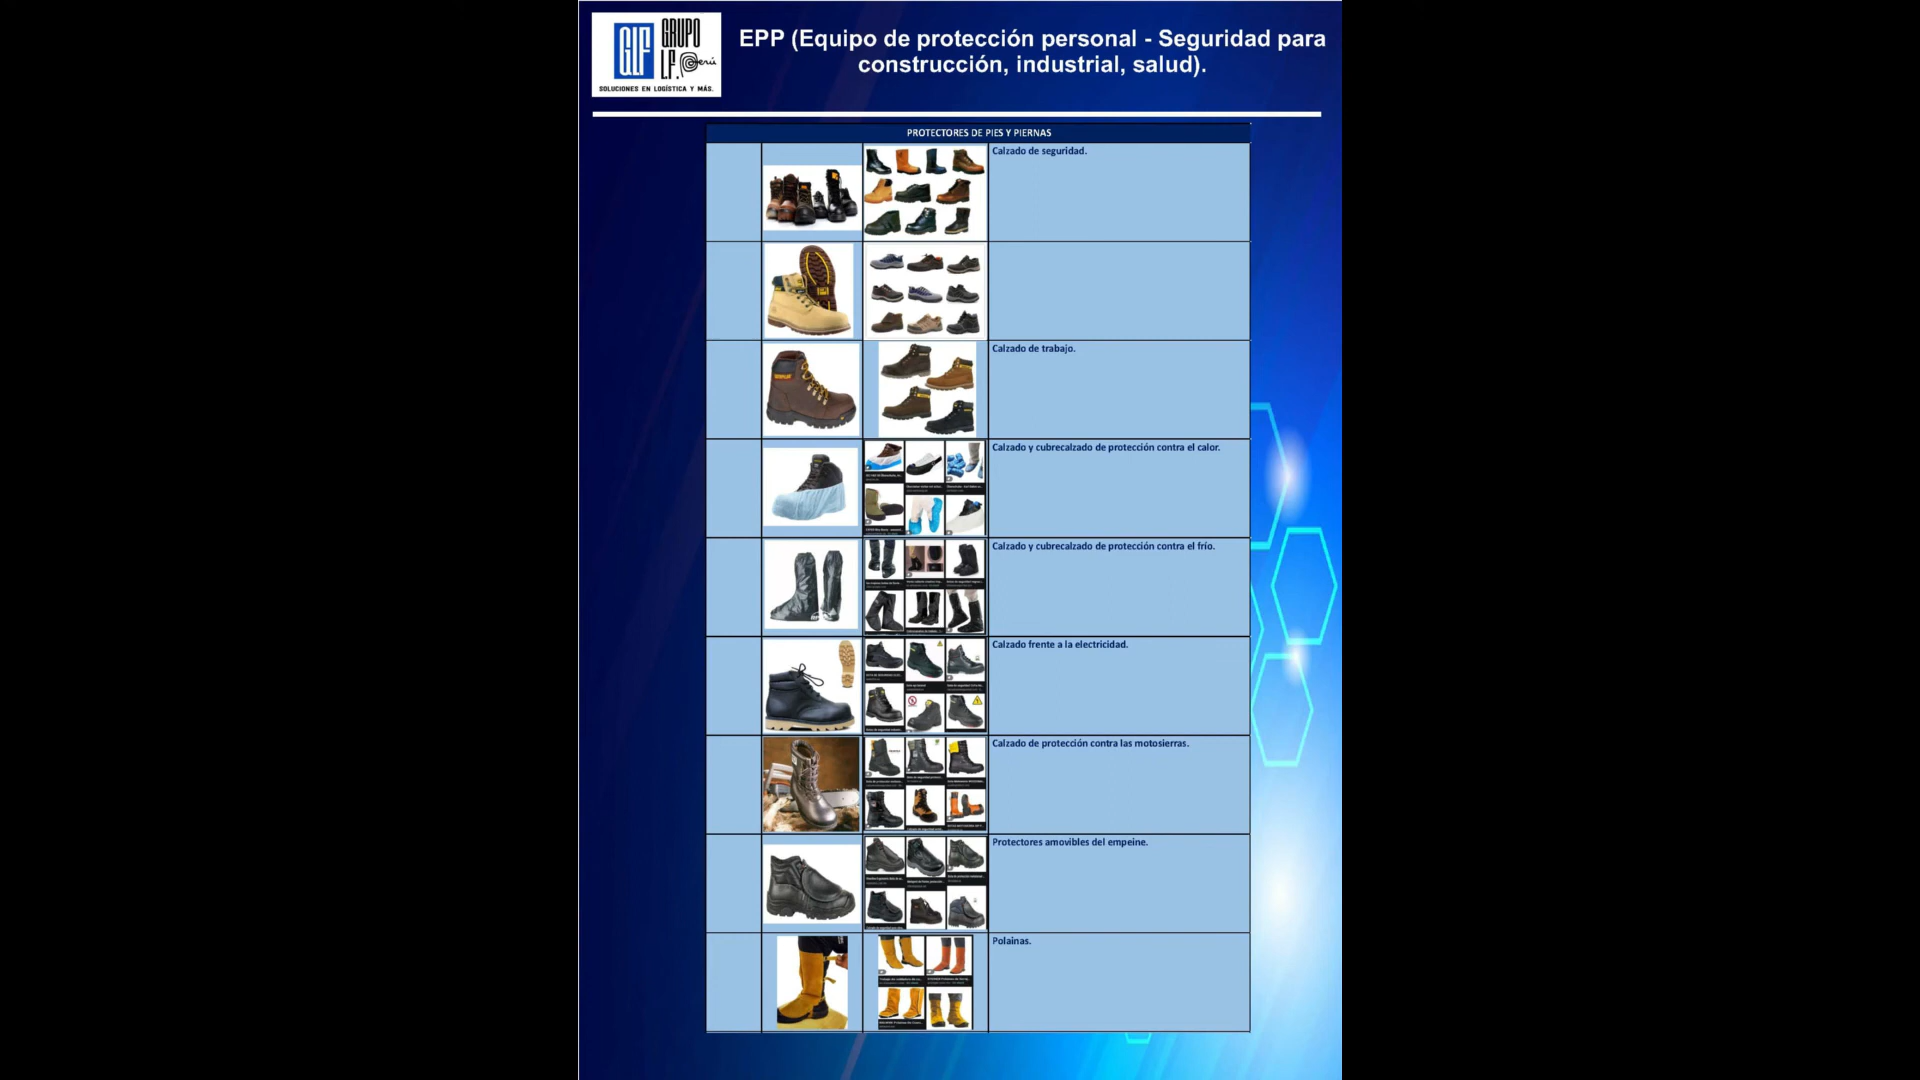 GLF
GRUPO
L.F.
Perú
SOLUCIONES EN LOGÍSTICA Y MÁS.
EPP (Equipo de protección personal - Seguridad para
construcción, industrial, salud).
PROTECTORES DE PIES Y PIERNAS
Calzado de seguridad.
Calzado de trabajo.
Calzado y cubrecalzado de protección contra el calor.
Calzado y cubrecalzado de protección contra el frío.
Calzado frente a la electricidad.
Calzado de protección contra las motosierras.
Protectores amovibles del empeine.
Polainas.